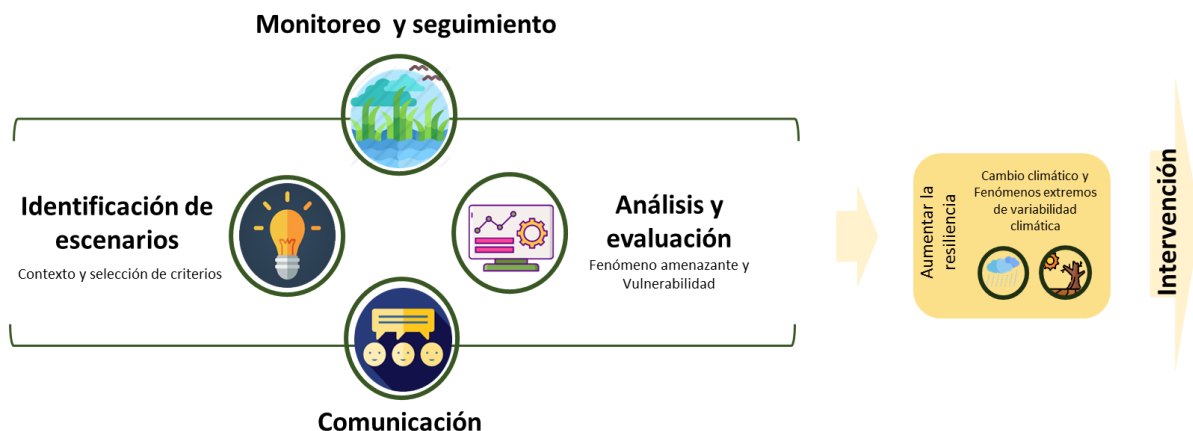 Monitoreo y seguimiento
Identificación de
escenarios
Contexto y selección de criterios
Análisis y
evaluación
Fenómeno amenazante y
Vulnerabilidad
Comunicación
Aumentar la
resiliencia
Cambio climático y
Fenómenos extremos
de variabilidad
climática
Intervención